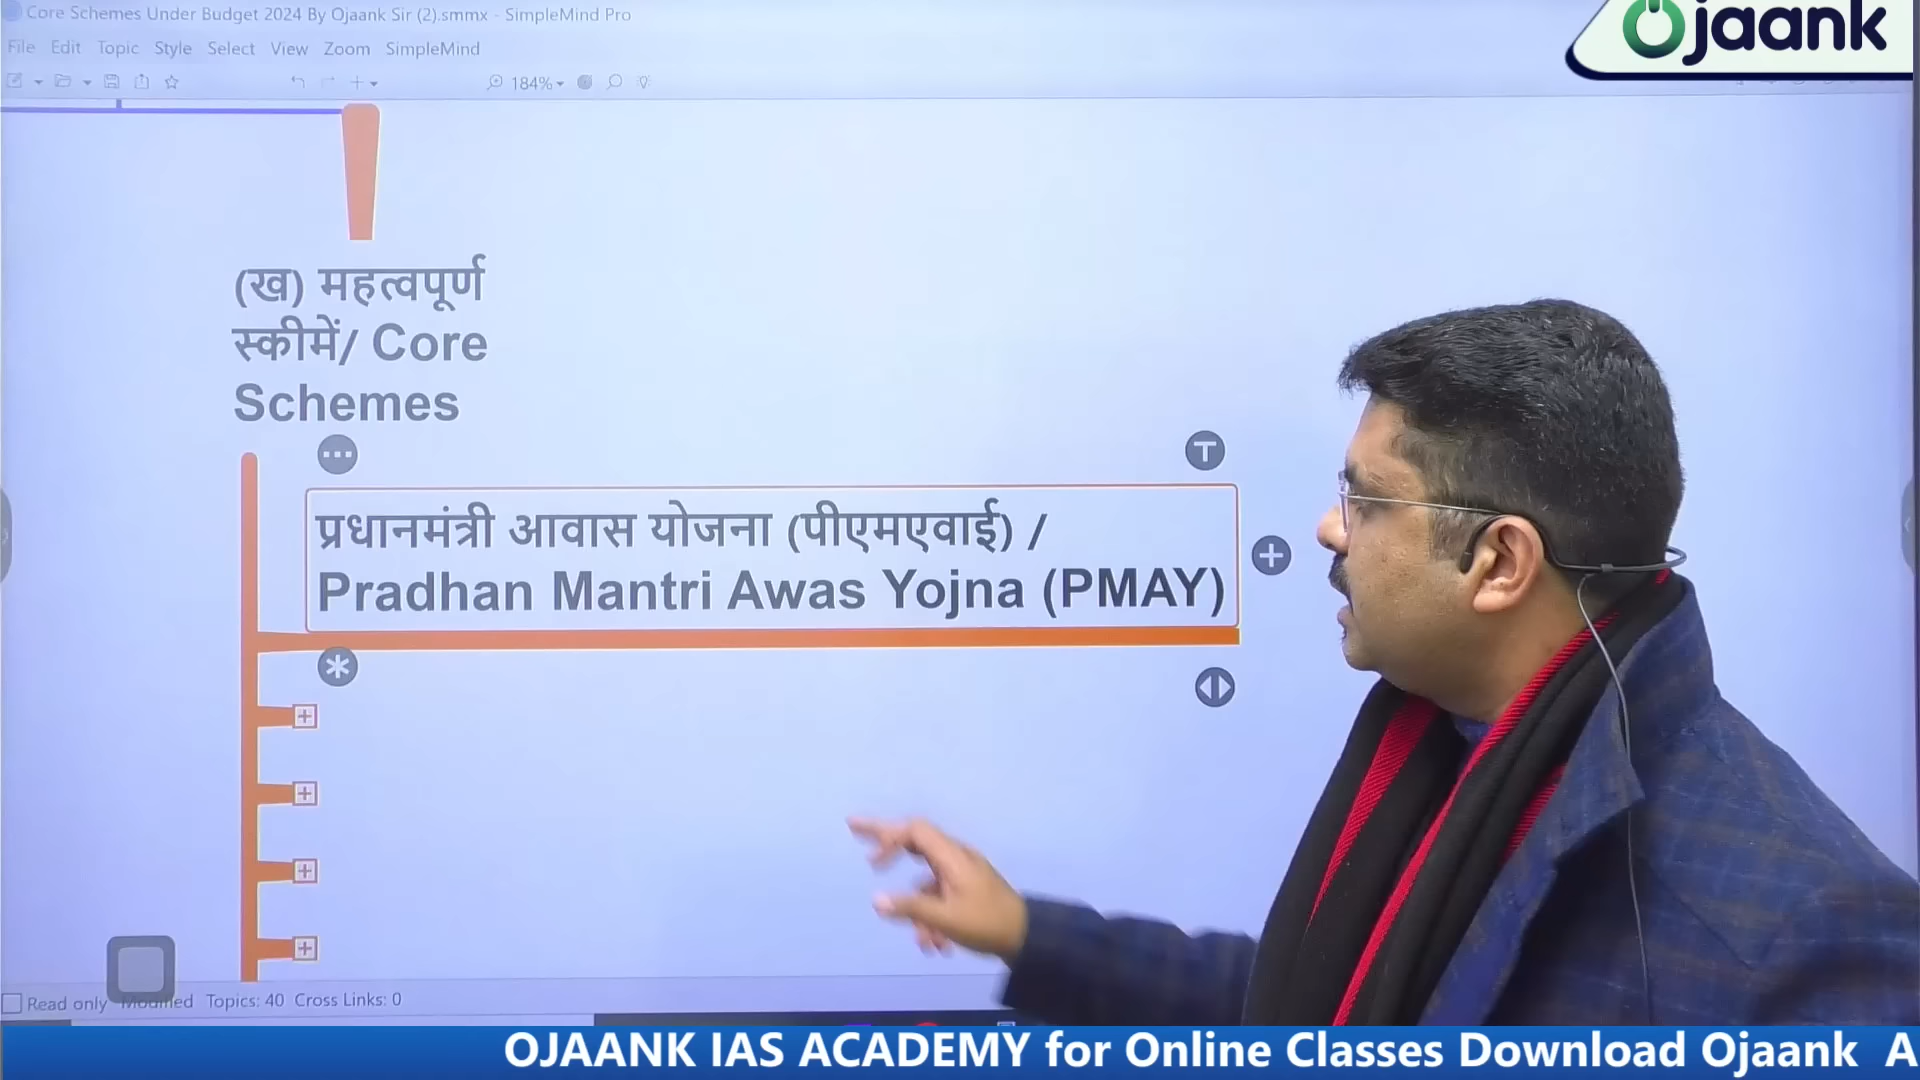 Core Schemes Under Budget 2024 By Ojaank Sir (2).smmx - SimpleMind Pro
Ojaank
File Edit Topic Style Select View Zoom SimpleMind
184%
(ख) महत्वपूर्ण
स्कीमें/ Core
Schemes
T
प्रधानमंत्री आवास योजना (पीएमएवाई) /
Pradhan Mantri Awas Yojna (PMAY)
Read only Modified Topics: 40 Cross Links: 0
OJAANK IAS ACADEMY for Online Classes Download Ojaank A